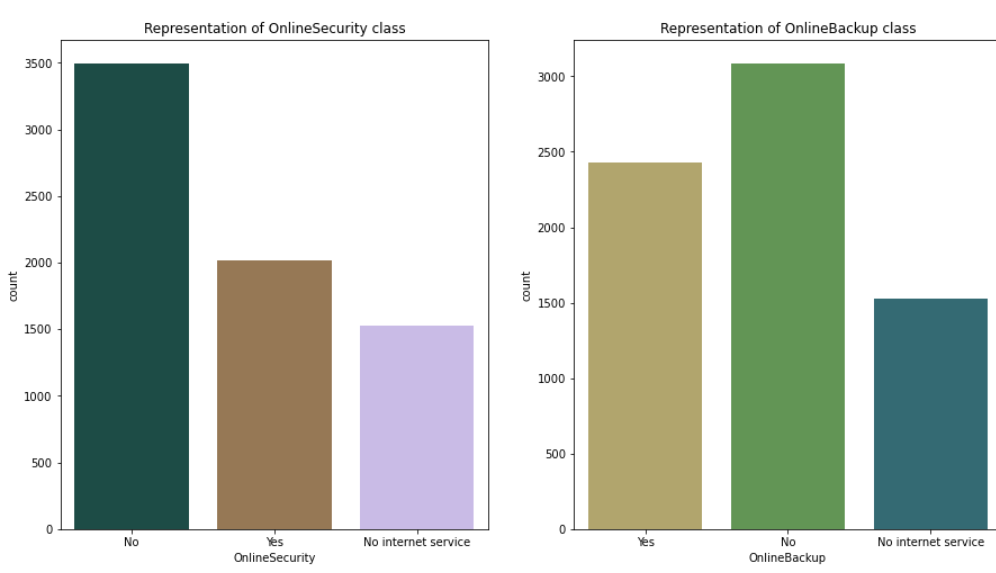 Representation of OnlineSecurity class
3500
3000
2500
2000
1500
1000
500
0
count
No Yes No internet service
OnlineSecurity
Representation of OnlineBackup class
3000
2500
2000
1500
1000
500
0
count
Yes No No internet service
OnlineBackup